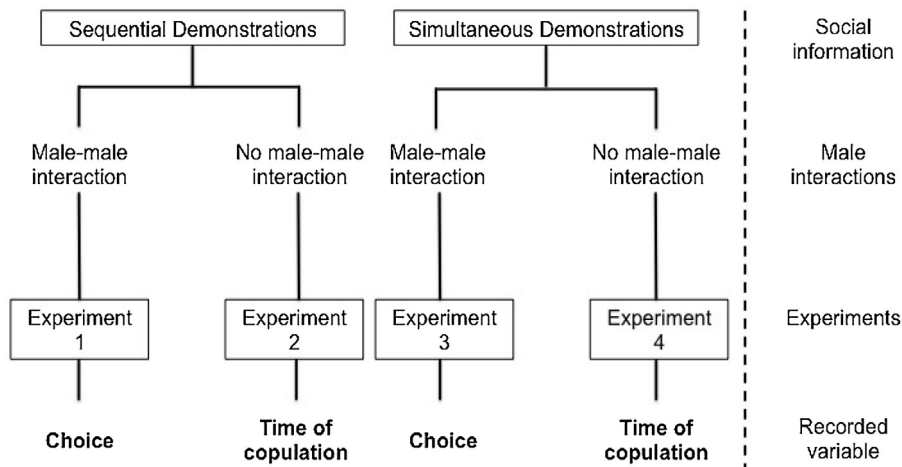 Sequential Demonstrations
Simultaneous Demonstrations
Social
information
Male-male
interaction
No male-male
interaction
Male-male
interaction
No male-male
interaction
Male
interactions
Experiment
1
Experiment
2
Experiment
3
Experiment
4
Experiments
Choice
Time of
copulation
Choice
Time of
copulation
Recorded
variable